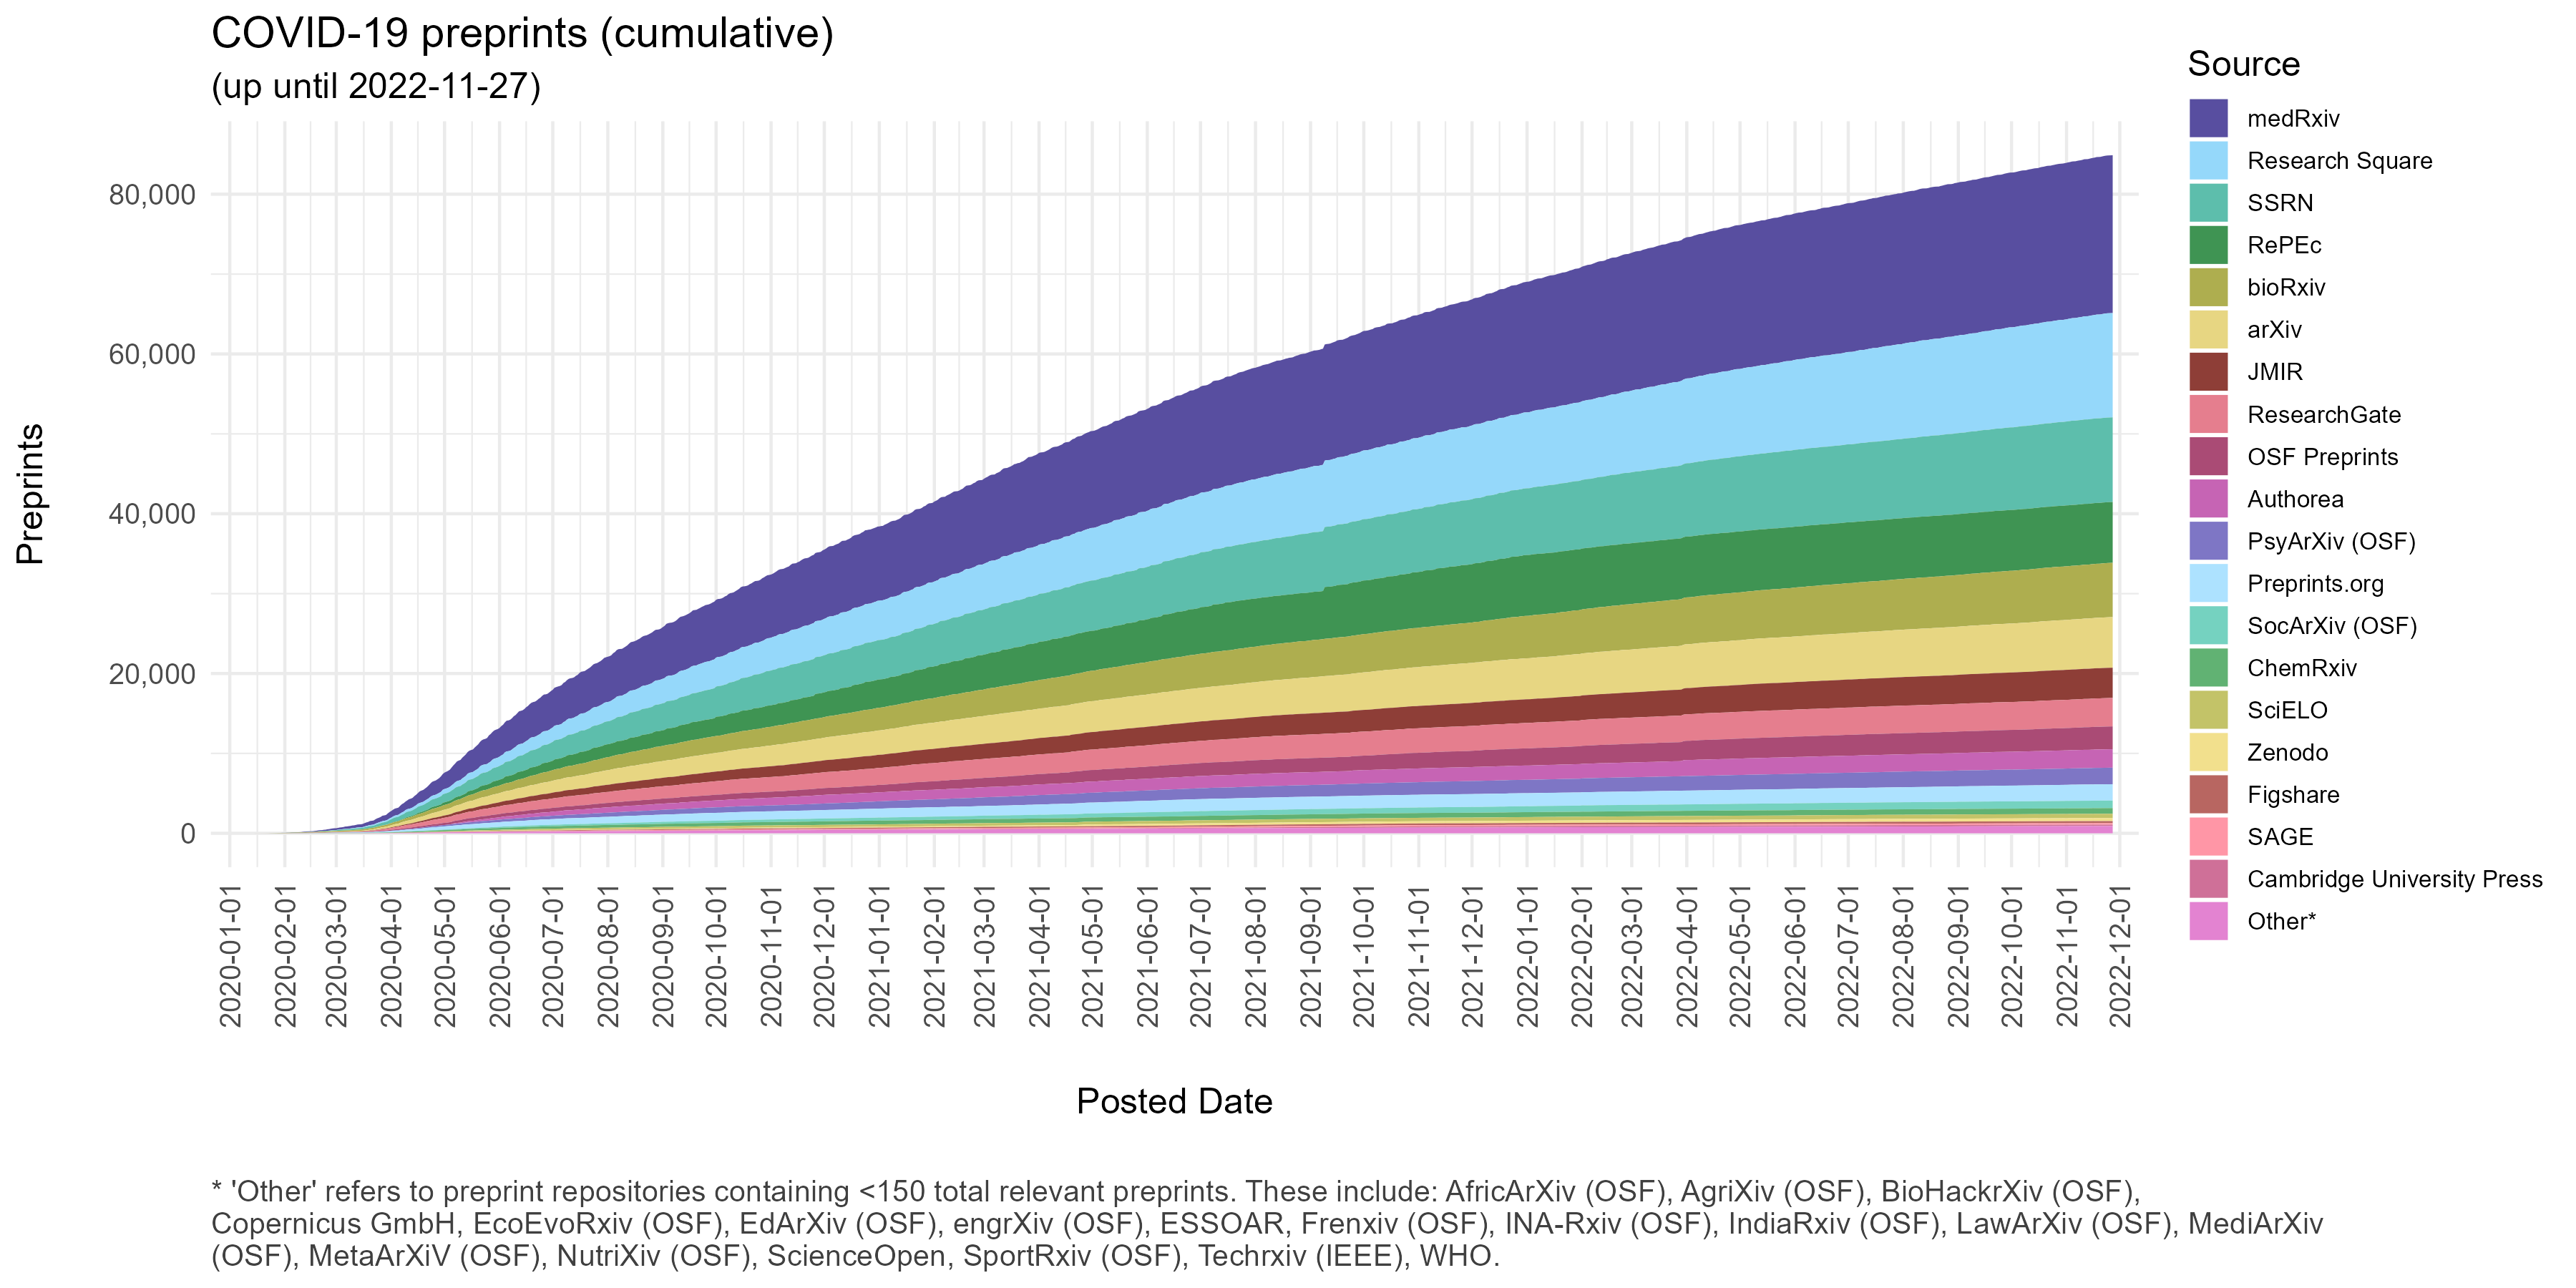 COVID-19 preprints (cumulative)
(up until 2022-11-27)
Preprints
80,000
60,000
40,000
20,000
0
2020-01-01
2020-02-01
2020-03-01
2020-04-01
2020-05-01
2020-06-01
2020-07-01
2020-08-01
2020-09-01
2020-10-01
2020-11-01
2020-12-01
2021-01-01
2021-02-01
2021-03-01
2021-04-01
2021-05-01
2021-06-01
2021-07-01
2021-08-01
2021-09-01
2021-10-01
2021-11-01
2021-12-01
2022-01-01
2022-02-01
2022-03-01
2022-04-01
2022-05-01
2022-06-01
2022-07-01
2022-08-01
2022-09-01
2022-10-01
2022-11-01
2022-12-01
Posted Date
Source
medRxiv
Research Square
SSRN
RePEc
bioRxiv
arXiv
JMIR
ResearchGate
OSF Preprints
Authorea
PsyArXiv (OSF)
Preprints.org
SocArXiv (OSF)
ChemRxiv
SciELO
Zenodo
Figshare
SAGE
Cambridge University Press
Other*
* 'Other' refers to preprint repositories containing <150 total relevant preprints. These include: AfricArXiv (OSF), AgriXiv (OSF), BioHackrXiv (OSF),
Copernicus GmbH, EcoEvoRxiv (OSF), EdArXiv (OSF), engrXiv (OSF), ESSOAR, Frenxiv (OSF), INA-Rxiv (OSF), IndiaRxiv (OSF), LawArXiv (OSF), MediArXiv
(OSF), MetaArXiV (OSF), NutriXiv (OSF), ScienceOpen, SportRxiv (OSF), Techrxiv (IEEE), WHO.